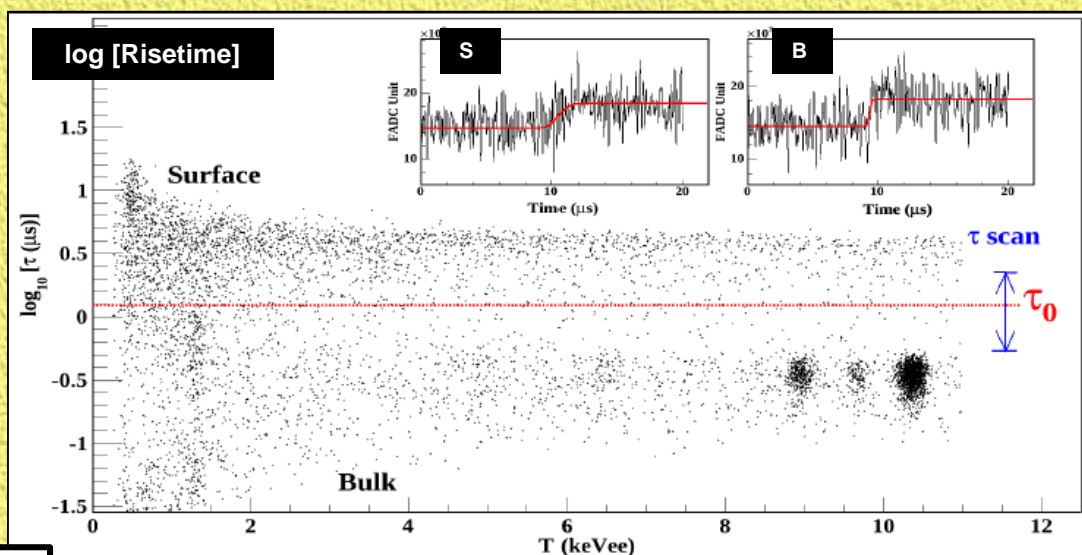 log [Risetime]
×10
S
FADC Unit
20
10
0
10
20
Time (μs)
×10³
B
FADC Unit
20
10
0
10
20
Time (μs)
log₁₀ [τ (μs)]
1.5
1
0.5
0
-0.5
-1
-1.5
Surface
τ scan
τ₀
Bulk
0
2
4
6
8
10
12
T (keVee)